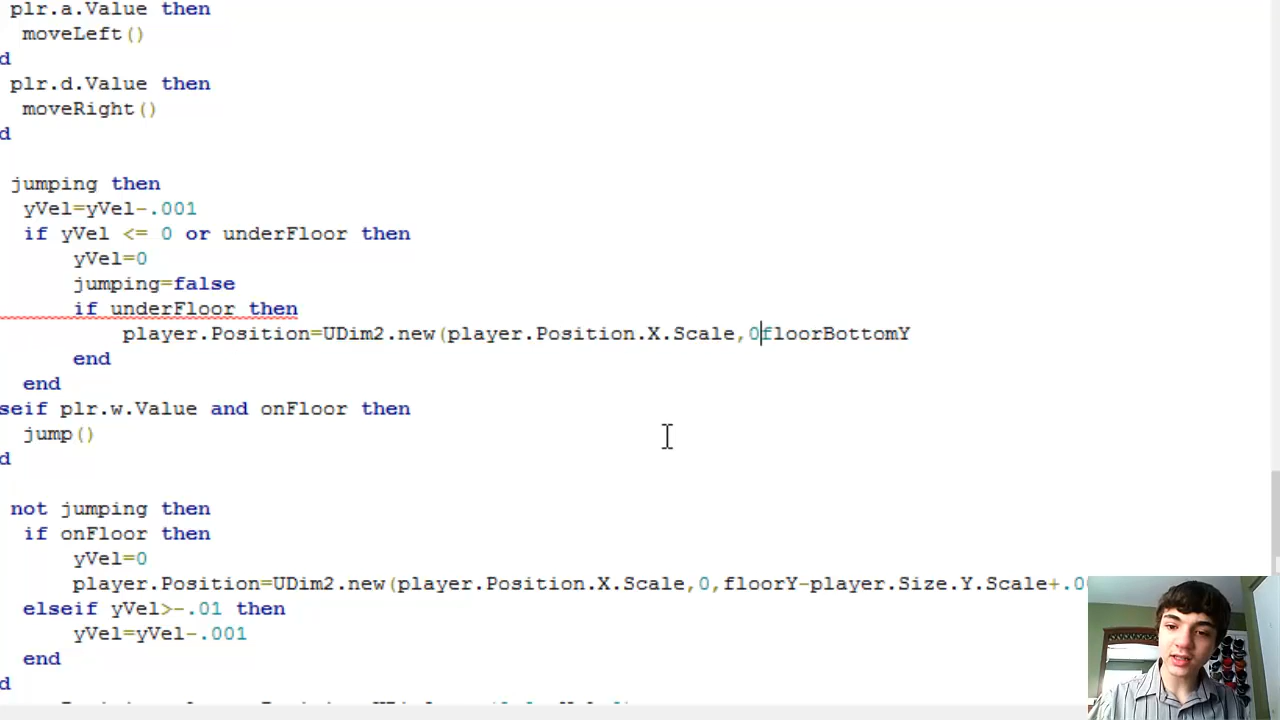 plr.a.Value then
moveLeft()
d
plr.d.Value then
moveRight()
d
jumping then
yVel=yVel-.001
if yVel <= 0 or underFloor then
yVel=0
jumping=false
if underFloor then
player.Position=UDim2.new(player.Position.X.Scale,0floorBottomY
end
end
seif plr.w.Value and onFloor then
jump()
d
not jumping then
if onFloor then
yVel=0
player.Position=UDim2.new(player.Position.X.Scale,0,floorY-player.Size.Y.Scale+.00
elseif yVel>-.01 then
yVel=yVel-.001
end
d